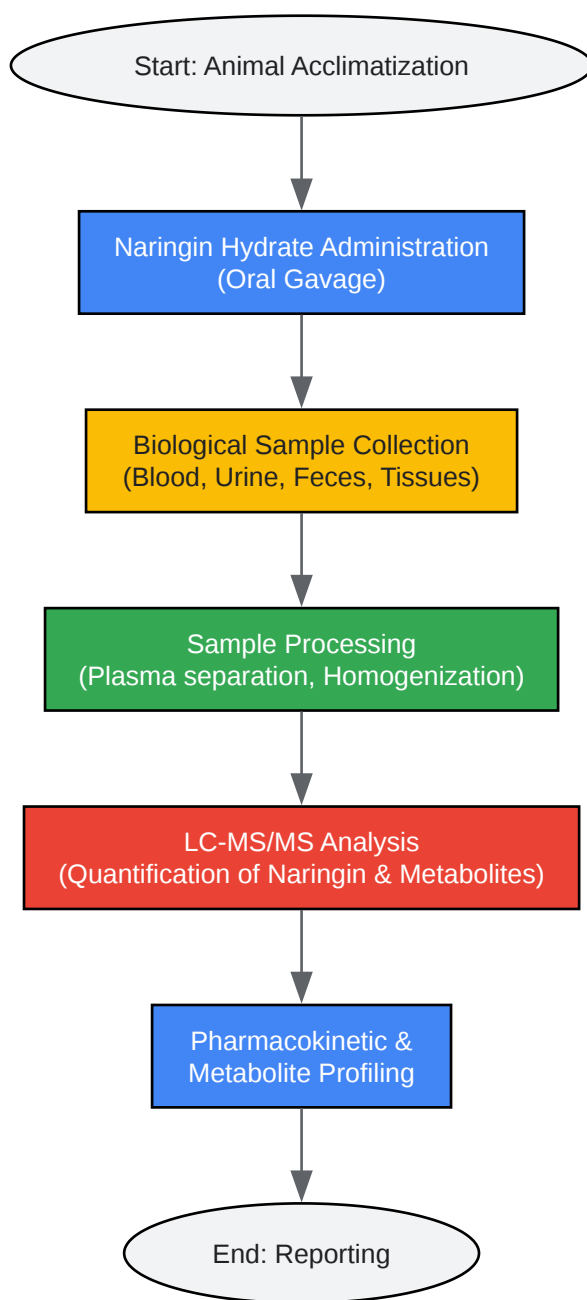 Start: Animal Acclimatization
Naringin Hydrate Administration
(Oral Gavage)
Biological Sample Collection
(Blood, Urine, Feces, Tissues)
Sample Processing
(Plasma separation, Homogenization)
LC-MS/MS Analysis
(Quantification of Naringin & Metabolites)
Pharmacokinetic &
Metabolite Profiling
End: Reporting